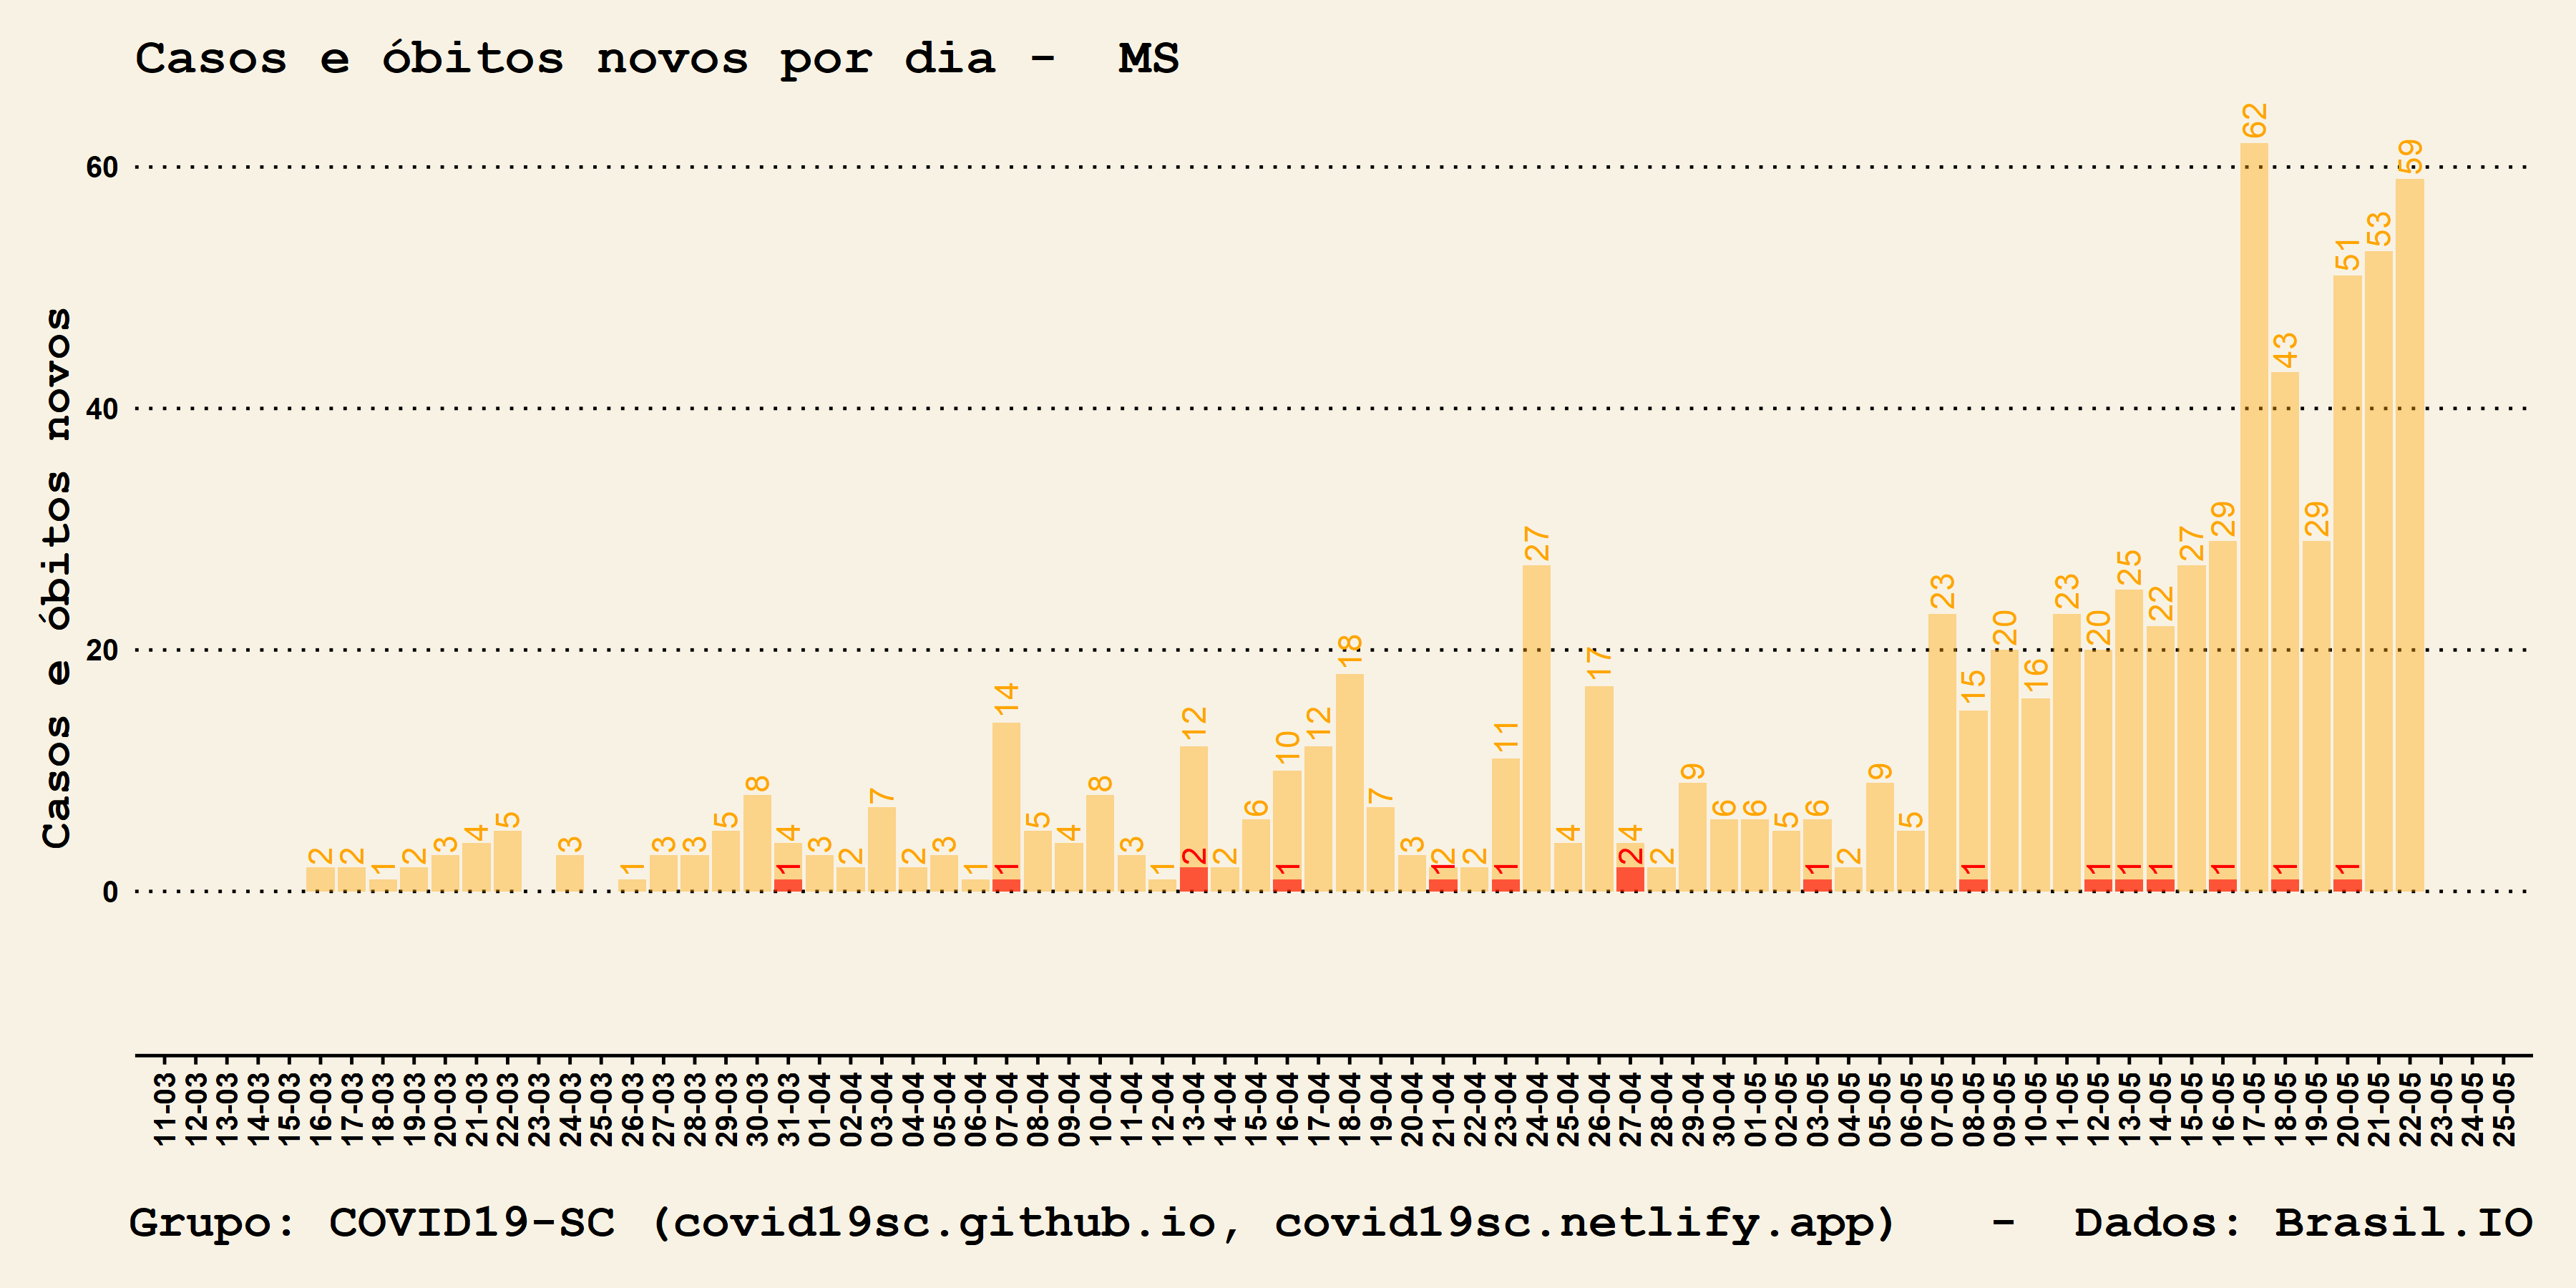 Casos e óbitos novos por dia -  MS
Casos e óbitos novos
60
40
20
0
2 2 1 2 3 4 5 3 1 3 3 5 8 4 3 2 7 2 3 1 14 5 4 8 3 1 12 2 6 10 12 18 7 3 2 2 11 27 4 17 4 2 9 6 6 5 6 2 9 5 23 15 20 16 23 20 25 22 27 29 62 43 29 51 53 59
1 1 2 1 1 1 2 1 1 1 1 1 1 1 1
11-03 12-03 13-03 14-03 15-03 16-03 17-03 18-03 19-03 20-03 21-03 22-03 23-03 24-03 25-03 26-03 27-03 28-03 29-03 30-03 31-03 01-04 02-04 03-04 04-04 05-04 06-04 07-04 08-04 09-04 10-04 11-04 12-04 13-04 14-04 15-04 16-04 17-04 18-04 19-04 20-04 21-04 22-04 23-04 24-04 25-04 26-04 27-04 28-04 29-04 30-04 01-05 02-05 03-05 04-05 05-05 06-05 07-05 08-05 09-05 10-05 11-05 12-05 13-05 14-05 15-05 16-05 17-05 18-05 19-05 20-05 21-05 22-05 23-05 24-05 25-05
Grupo: COVID19-SC (covid19sc.github.io, covid19sc.netlify.app)   -  Dados: Brasil.IO